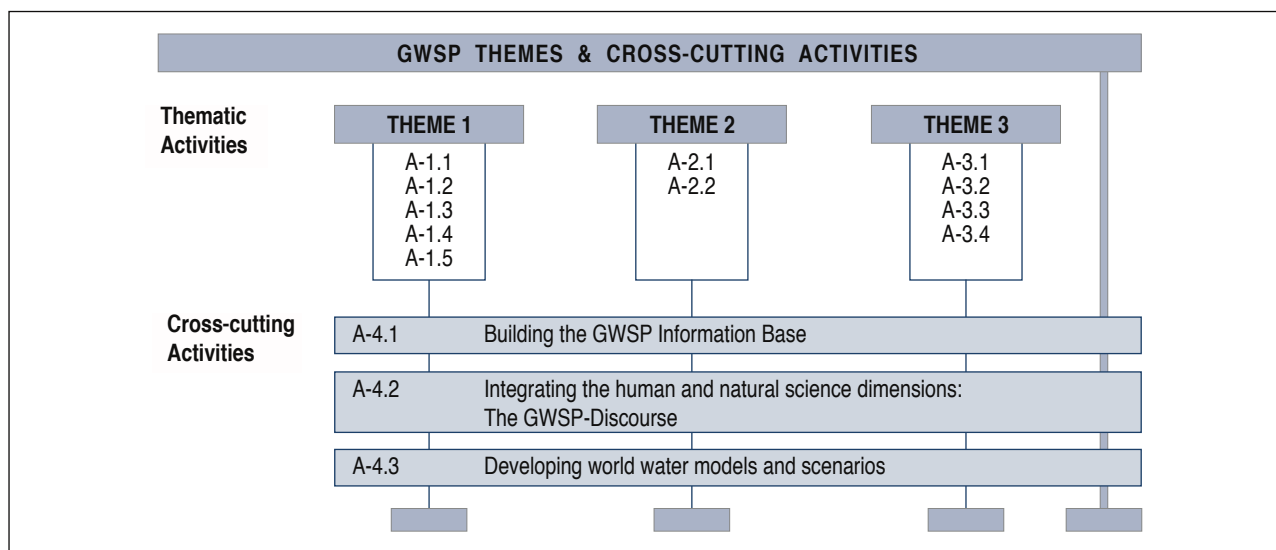 GWSP THEMES & CROSS-CUTTING ACTIVITIES
Thematic
Activities
THEME 1
A-1.1
A-1.2
A-1.3
A-1.4
A-1.5
THEME 2
A-2.1
A-2.2
THEME 3
A-3.1
A-3.2
A-3.3
A-3.4
Cross-cutting
Activities
A-4.1 Building the GWSP Information Base
A-4.2 Integrating the human and natural science dimensions:
The GWSP-Discourse
A-4.3 Developing world water models and scenarios